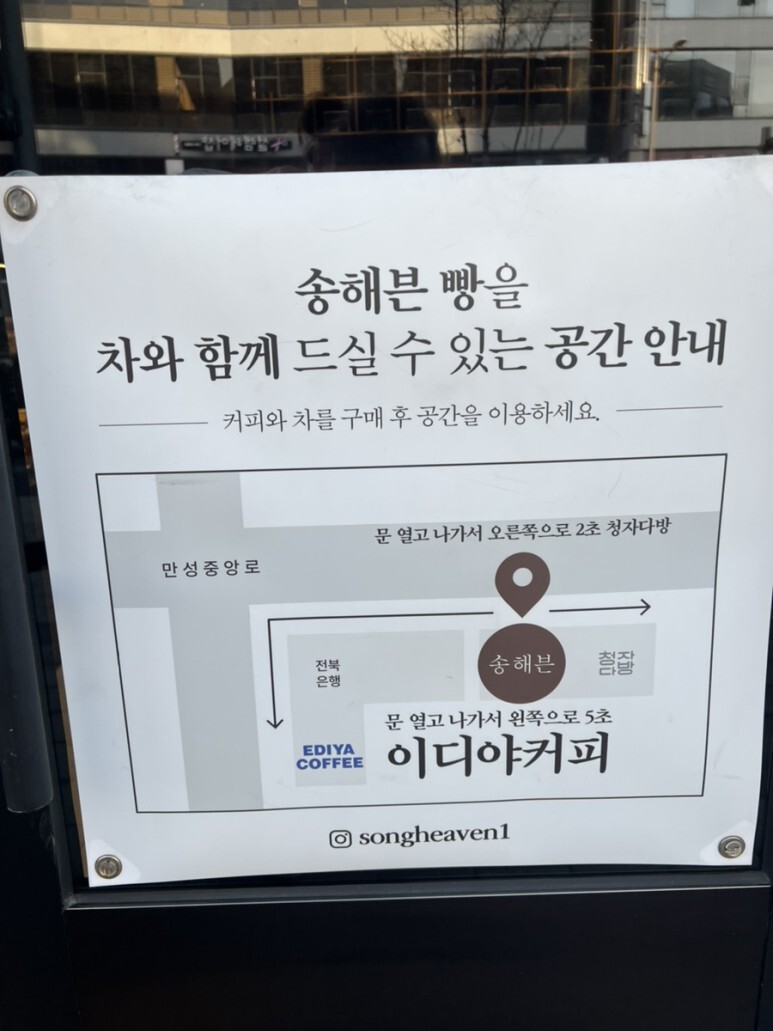 송해븐 빵을
차와 함께 드실 수 있는 공간 안내
커피와 차를 구매 후 공간을 이용하세요.
문 열고 나가서 오른쪽으로 2초 청자다방
만성중앙로
송해븐
청자
다방
전북
은행
문 열고 나가서 왼쪽으로 5초
이디야커피
EDIYA
COFFEE
songheaven1